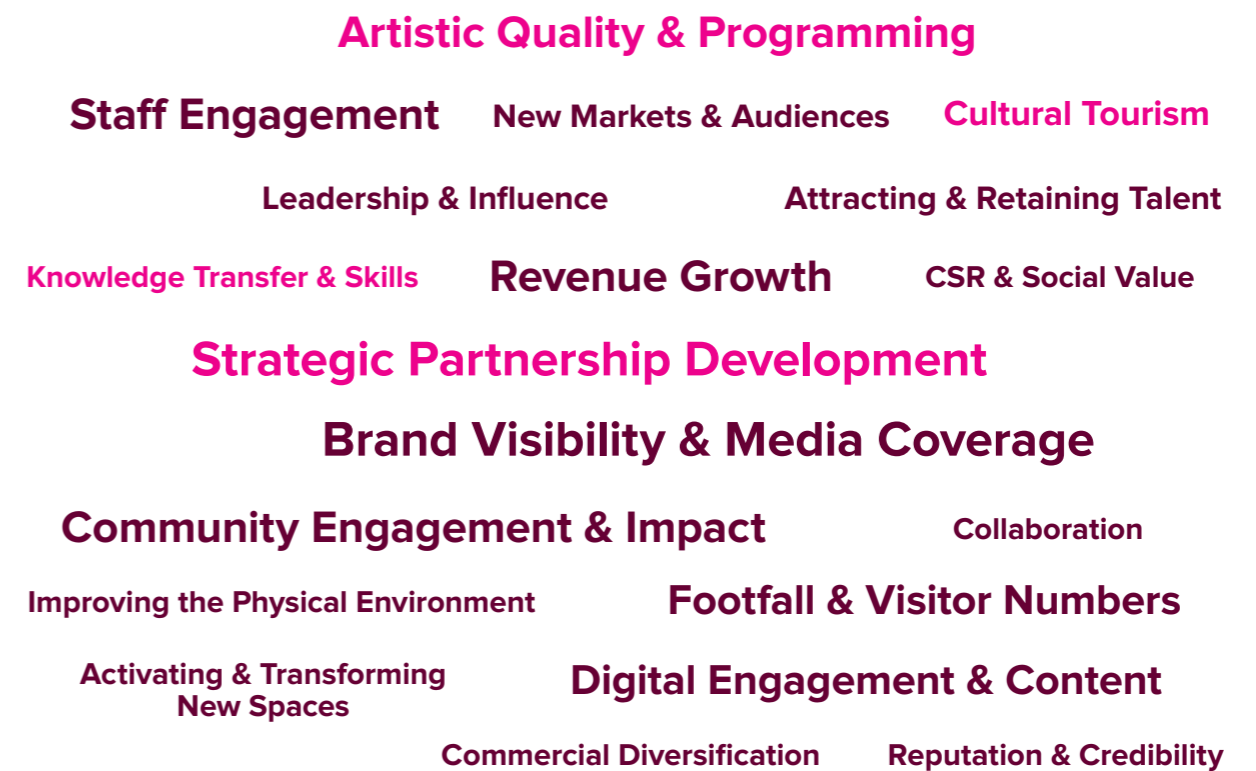 Artistic Quality & Programming
Staff Engagement
New Markets & Audiences
Cultural Tourism
Leadership & Influence
Attracting & Retaining Talent
Knowledge Transfer & Skills
Revenue Growth
CSR & Social Value
Strategic Partnership Development
Brand Visibility & Media Coverage
Community Engagement & Impact
Collaboration
Improving the Physical Environment
Footfall & Visitor Numbers
Activating & Transforming
New Spaces
Digital Engagement & Content
Commercial Diversification
Reputation & Credibility